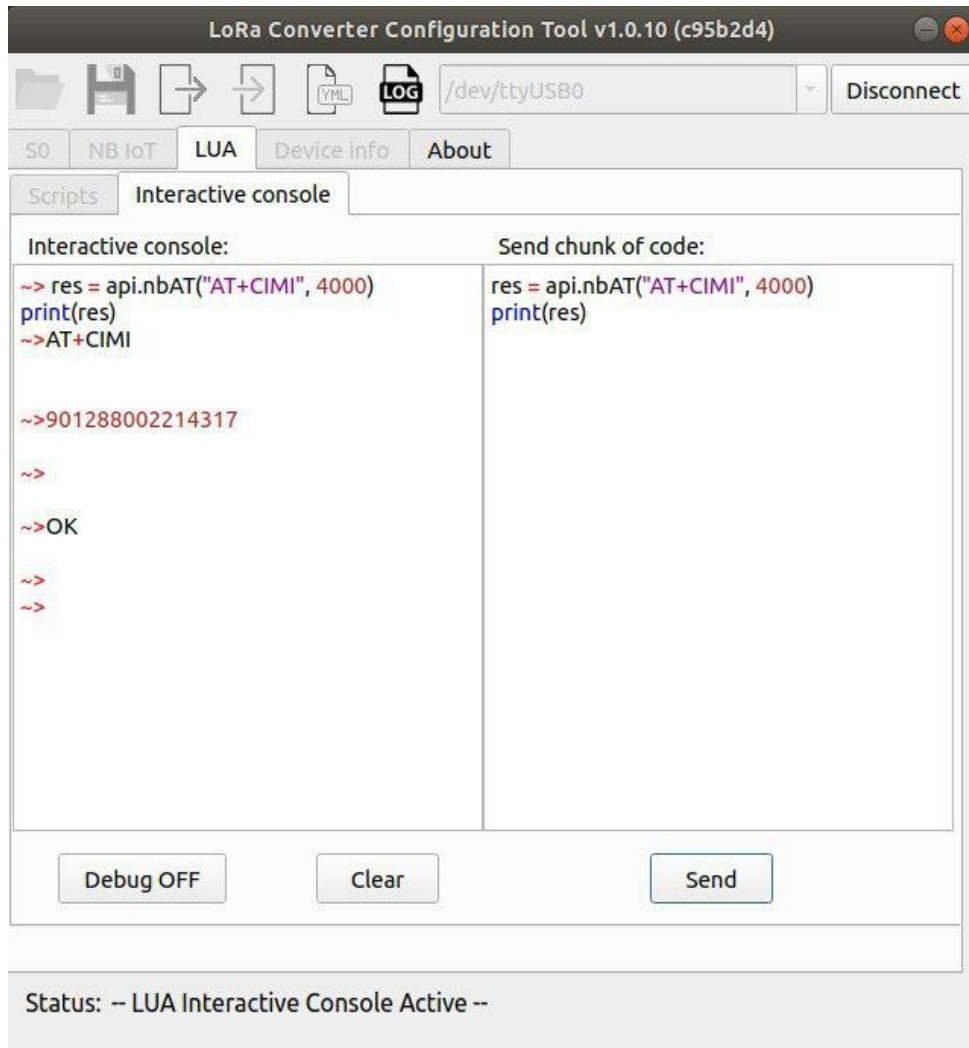 LoRa Converter Configuration Tool v1.0.10 (c95b2d4)
YML
LOG
/dev/ttyUSB0
Disconnect
S0
NB IoT
LUA
Device info
About
Scripts
Interactive console
Interactive console:
~> res = api.nbAT("AT+CIMI", 4000)
print(res)
~>AT+CIMI
~>901288002214317
~>
~>OK
~>
~>
Send chunk of code:
res = api.nbAT("AT+CIMI", 4000)
print(res)
Debug OFF
Clear
Send
Status: -- LUA Interactive Console Active --